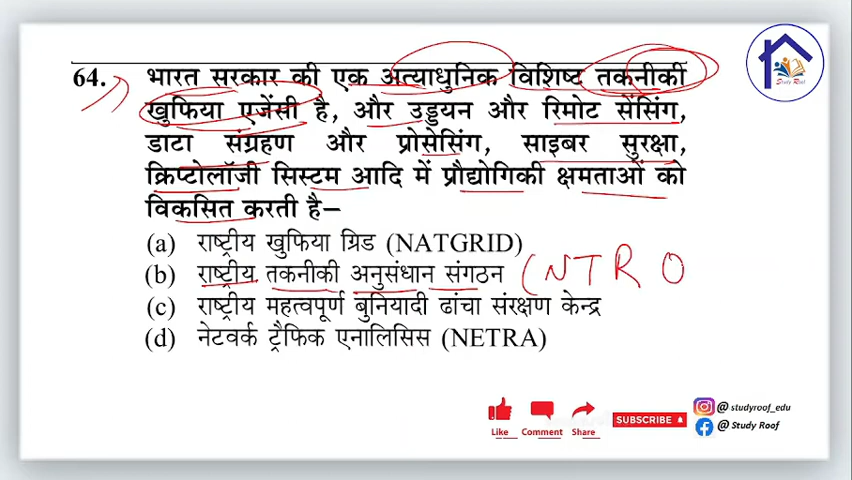 Study Roof
64. भारत सरकार की एक अत्याधुनिक विशिष्ट तकनीकी
खुफिया एजेंसी है, और उड्डयन और रिमोट सेंसिंग,
डाटा संग्रहण और प्रोसेसिंग, साइबर सुरक्षा,
क्रिप्टोलॉजी सिस्टम आदि में प्रौद्योगिकी क्षमताओं को
विकसित करती है–
(a) राष्ट्रीय खुफिया ग्रिड (NATGRID)
(b) राष्ट्रीय तकनीकी अनुसंधान संगठन (NTRO
(c) राष्ट्रीय महत्वपूर्ण बुनियादी ढांचा संरक्षण केन्द्र
(d) नेटवर्क ट्रैफिक एनालिसिस (NETRA)
Like Comment Share SUBSCRIBE @ studyroof_edu
@ Study Roof